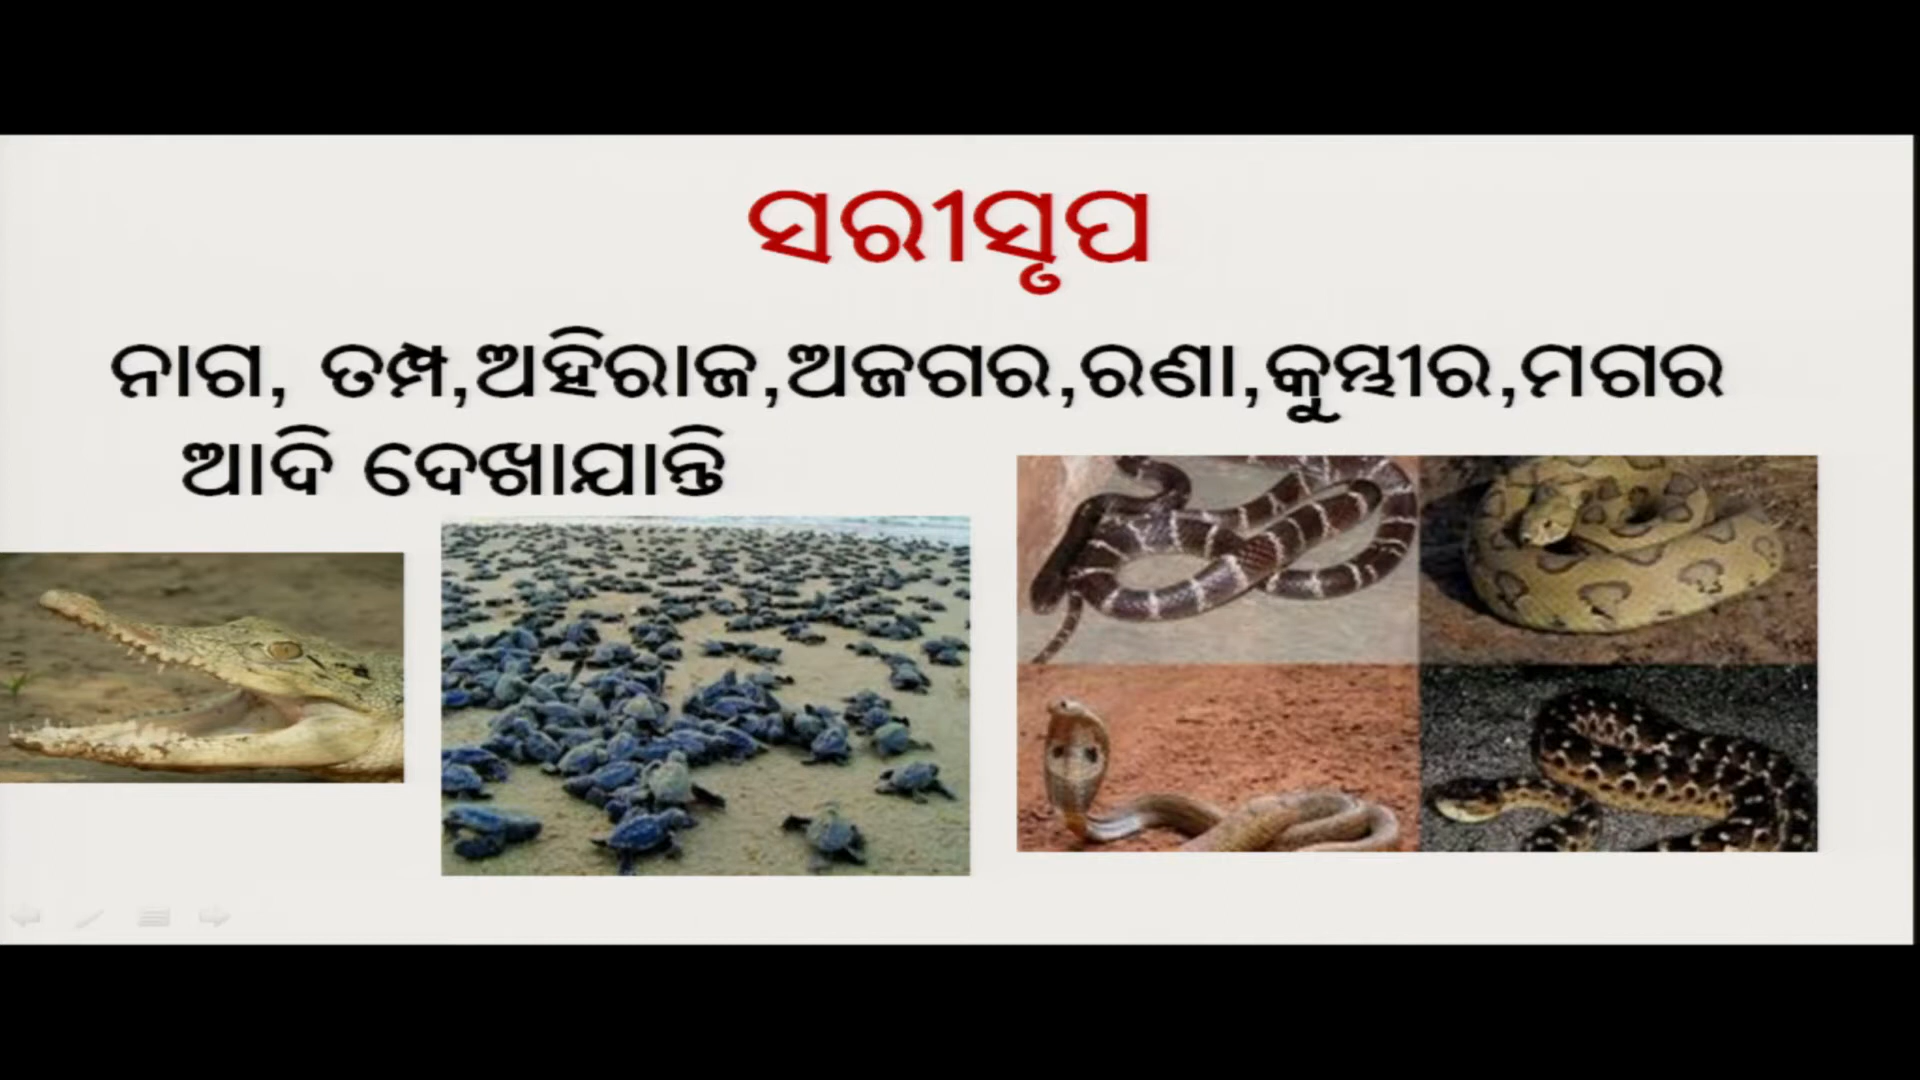 ସରୀସୃପ
ନାଗ, ତମ୍ପ,ଅହିରାଜ,ଅଜଗର,ରଣା,କୁମ୍ଭୀର,ମଗର
ଆଦି ଦେଖାଯାନ୍ତି